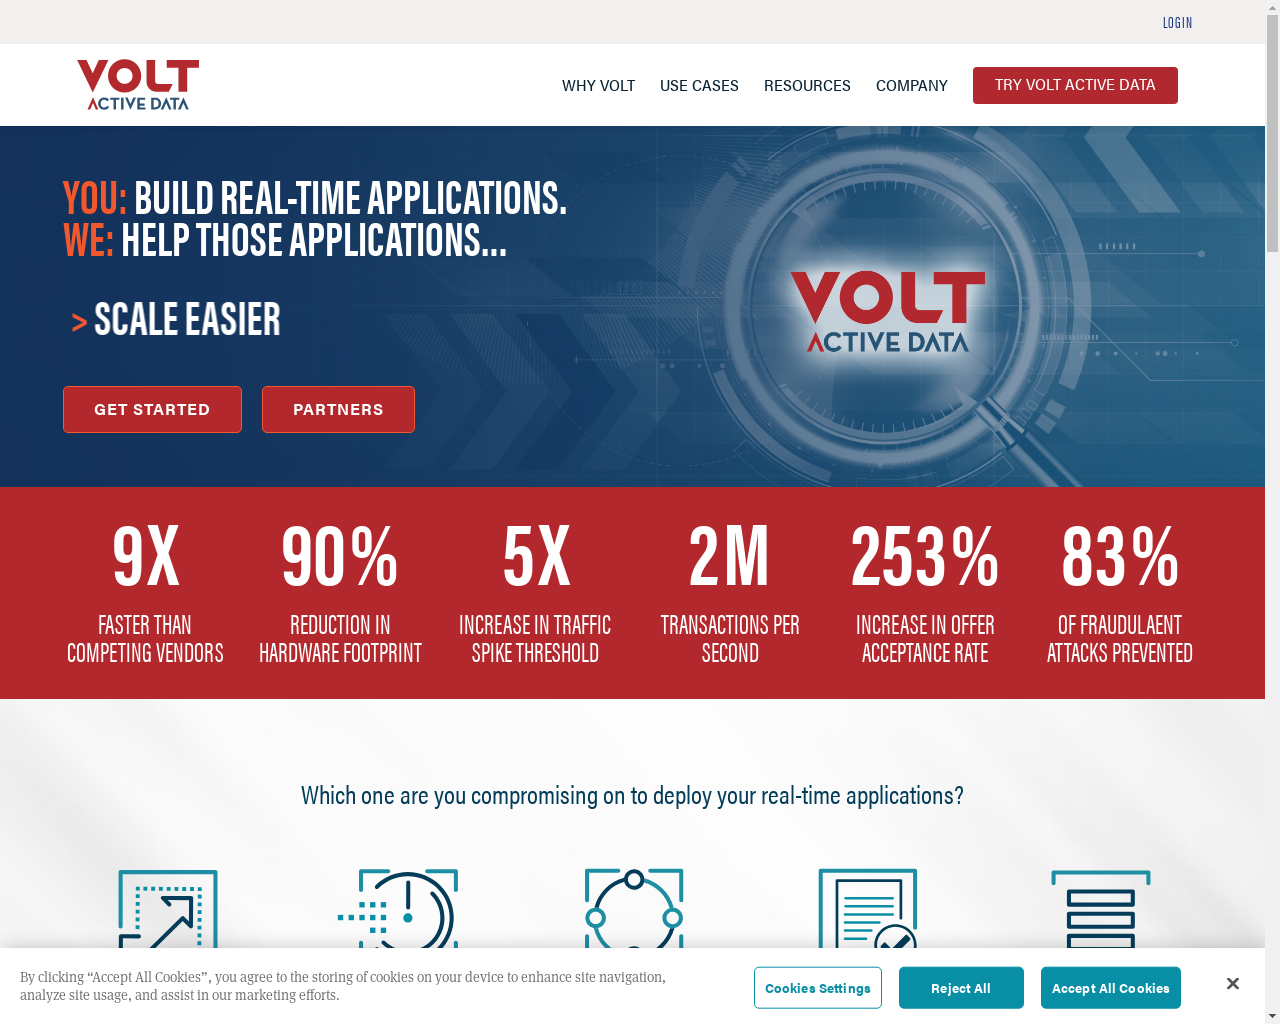 LOGIN
VOLT
ACTIVE DATA
WHY VOLT
USE CASES
RESOURCES
COMPANY
TRY VOLT ACTIVE DATA
YOU: BUILD REAL-TIME APPLICATIONS.
WE: HELP THOSE APPLICATIONS...
> SCALE EASIER
GET STARTED
PARTNERS
VOLT
ACTIVE DATA
9X
FASTER THAN
COMPETING VENDORS
90%
REDUCTION IN
HARDWARE FOOTPRINT
5X
INCREASE IN TRAFFIC
SPIKE THRESHOLD
2M
TRANSACTIONS PER
SECOND
253%
INCREASE IN OFFER
ACCEPTANCE RATE
83%
OF FRAUDULAENT
ATTACKS PREVENTED
Which one are you compromising on to deploy your real-time applications?
By clicking “Accept All Cookies”, you agree to the storing of cookies on your device to enhance site navigation,
analyze site usage, and assist in our marketing efforts.
Cookies Settings
Reject All
Accept All Cookies